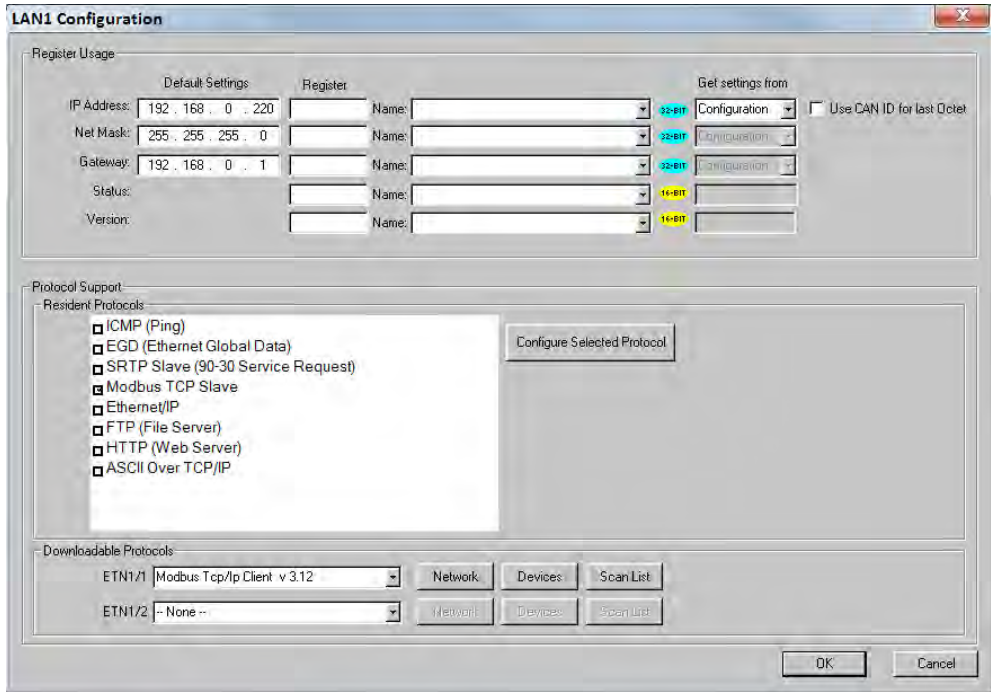 LAN1 Configuration
Register Usage
Default Settings Register Get settings from
IP Address: 192 . 168 . 0 . 220 Name: 32-BIT Configuration Use CAN ID for last Octet
Net Mask: 255 . 255 . 255 . 0 Name: 32-BIT Configuration
Gateway: 192 . 168 . 0 . 1 Name: 32-BIT Configuration
Status: Name: 16-BIT
Version: Name: 16-BIT
Protocol Support
Resident Protocols
ICMP (Ping)
EGD (Ethernet Global Data)
SRTP Slave (90-30 Service Request)
Modbus TCP Slave
Ethernet/IP
FTP (File Server)
HTTP (Web Server)
ASCII Over TCP/IP
Configure Selected Protocol
Downloadable Protocols
ETN1/1 Modbus Tcp/Ip Client v 3.12 Network Devices Scan List
ETN1/2 -- None -- Network Devices Scan List
OK Cancel